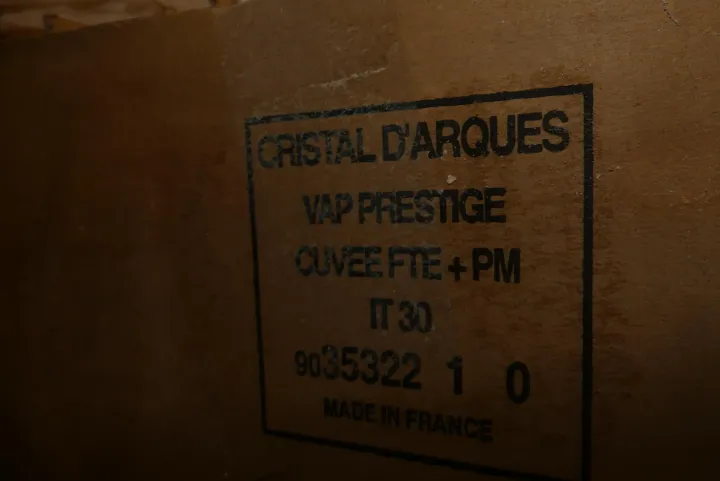 CRISTAL D'ARQUES
VAP PRESTIGE
CUVEE FTE + PM
IT 30
9035322 1 0
MADE IN FRANCE